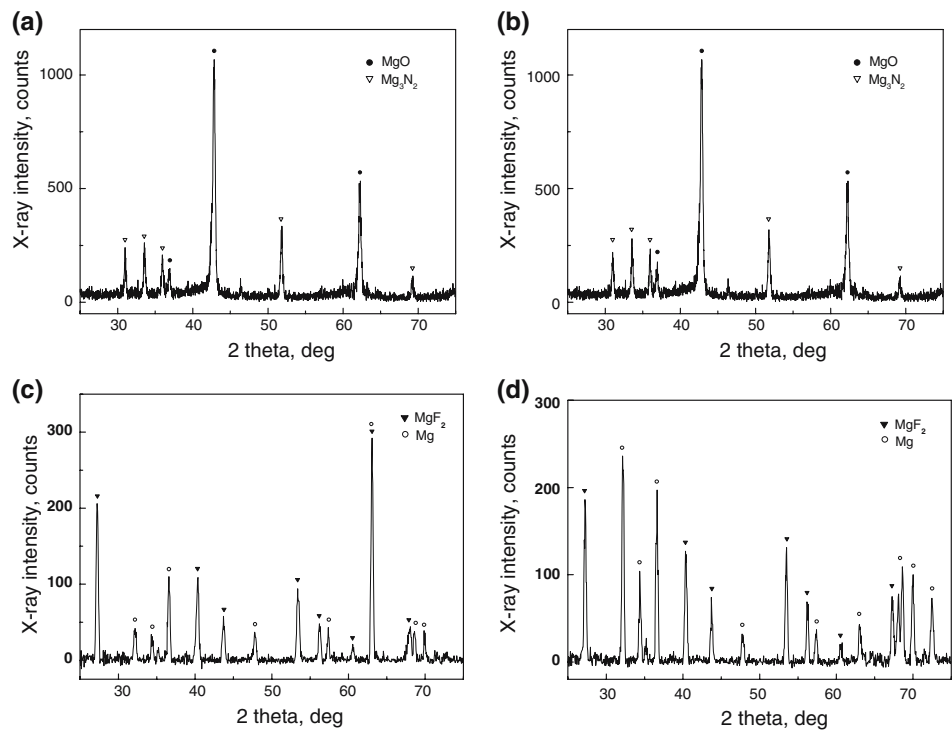 (a)
X-ray intensity, counts
1000
500
0
● MgO
▽ Mg₃N₂
30 40 50 60 70
2 theta, deg
(b)
X-ray intensity, counts
1000
500
0
● MgO
▽ Mg₃N₂
30 40 50 60 70
2 theta, deg
(c)
X-ray intensity, counts
300
200
100
0
▼ MgF₂
○ Mg
30 40 50 60 70
2 theta, deg
(d)
X-ray intensity, counts
300
200
100
0
▼ MgF₂
○ Mg
30 40 50 60 70
2 theta, deg